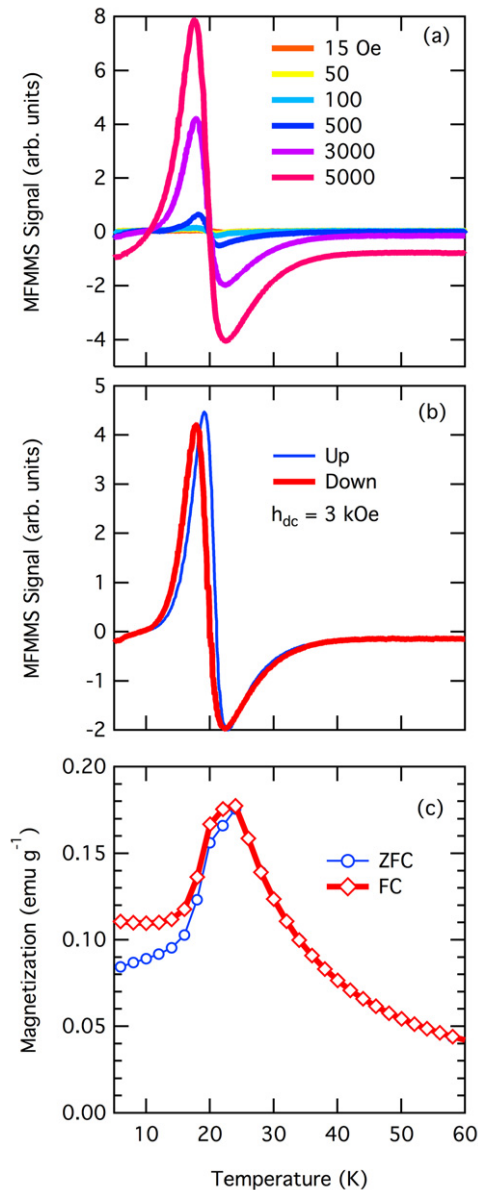 8
(a)
15 Oe
50
100
500
3000
5000
6
4
2
0
-2
-4
MFMMS Signal (arb. units)
5
(b)
4
3
2
1
0
-1
-2
Up
Down
h_dc = 3 kOe
MFMMS Signal (arb. units)
0.20
(c)
0.15
0.10
0.05
0.00
ZFC
FC
Magnetization (emu g⁻¹)
10 20 30 40 50 60
Temperature (K)